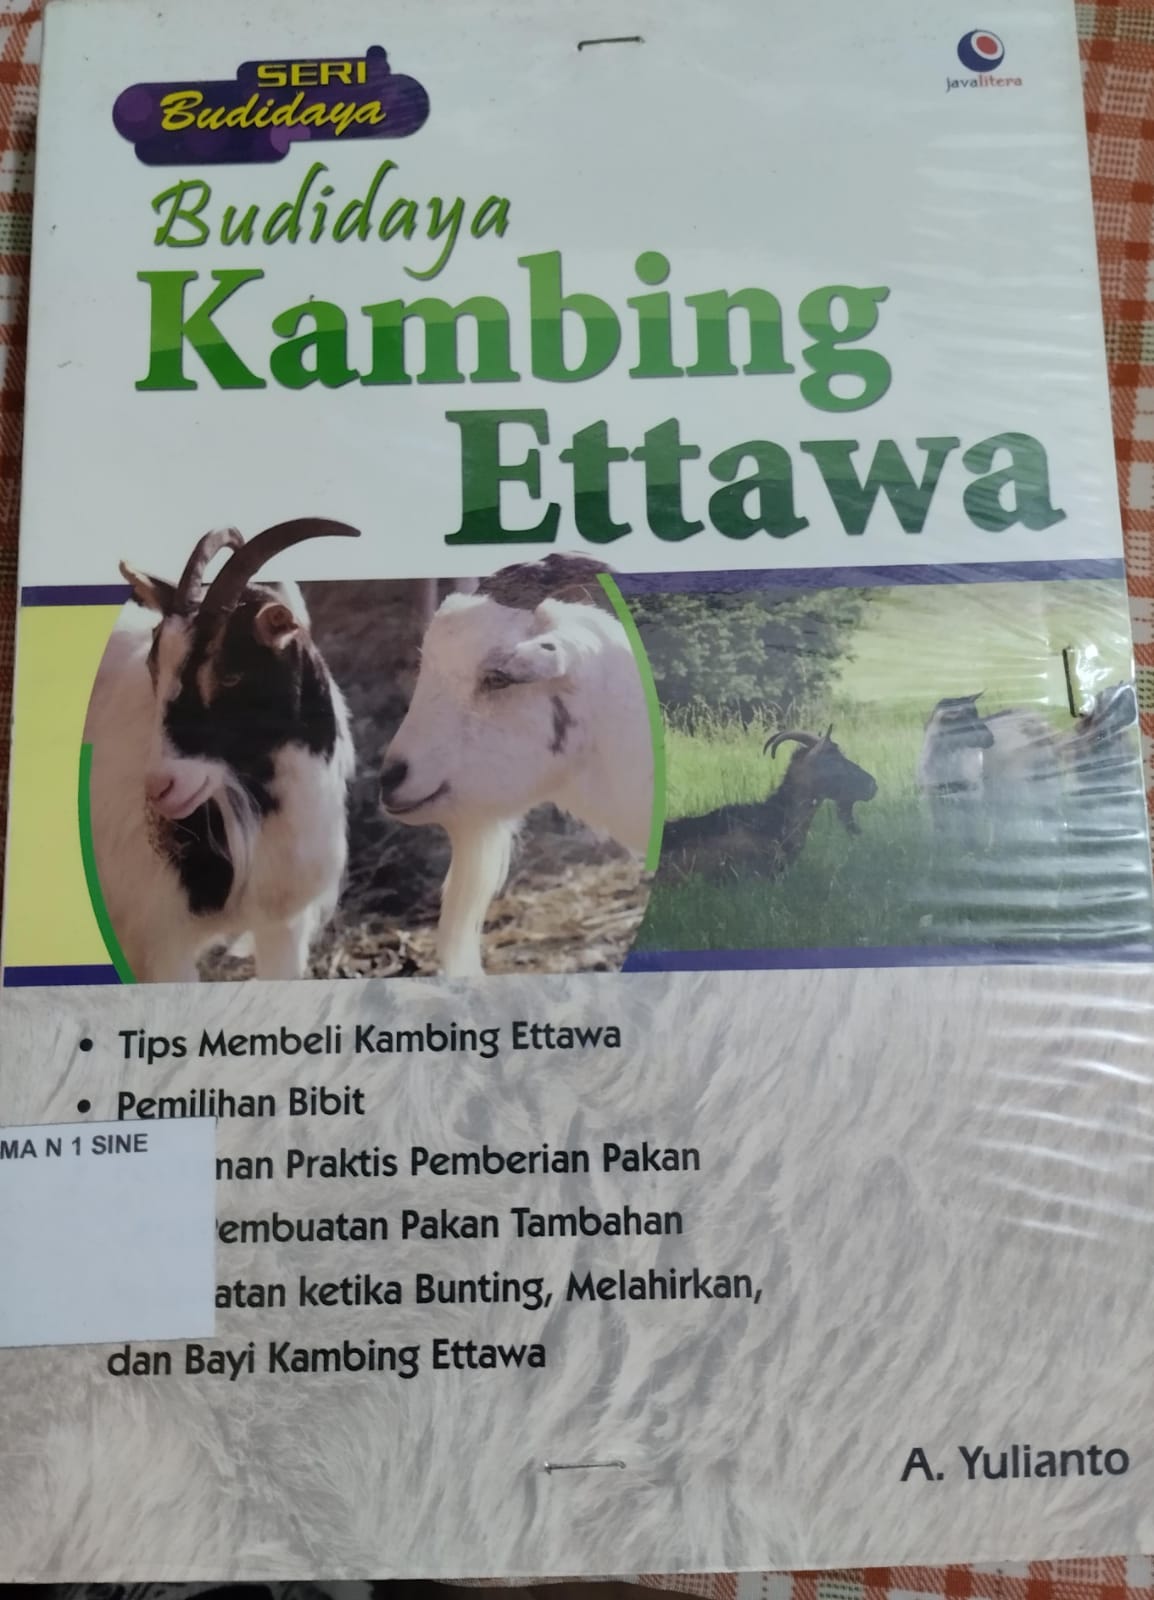 SERI
Budidaya
javalitera
Budidaya
Kambing
Ettawa
• Tips Membeli Kambing Ettawa
• Pemilihan Bibit
MA N 1 SINE
man Praktis Pemberian Pakan
embuatan Pakan Tambahan
atan ketika Bunting, Melahirkan,
dan Bayi Kambing Ettawa
A. Yulianto